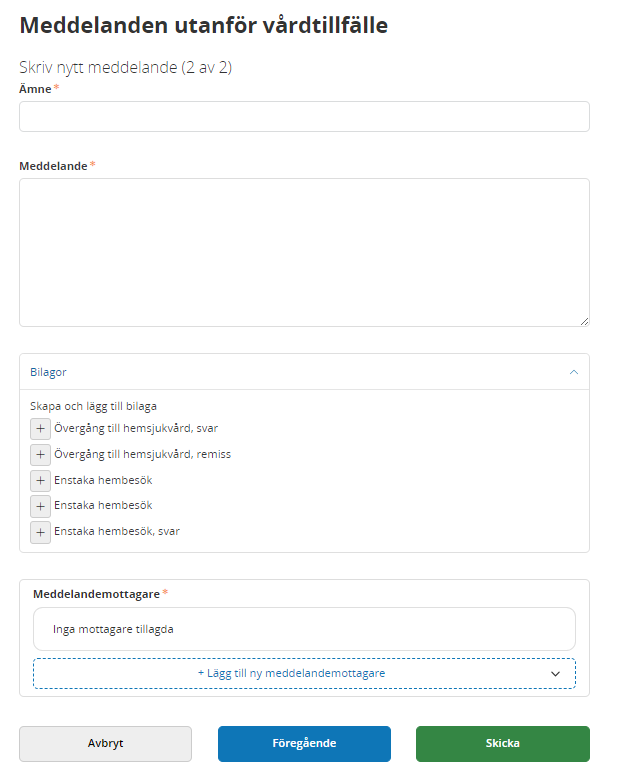 Meddelanden utanför vårdtillfälle
Skriv nytt meddelande (2 av 2)
Ämne*
Meddelande*
Bilagor
Skapa och lägg till bilaga
+ Övergång till hemsjukvård, svar
+ Övergång till hemsjukvård, remiss
+ Enstaka hembesök
+ Enstaka hembesök
+ Enstaka hembesök, svar
Meddelandemottagare*
Inga mottagare tillagda
+ Lägg till ny meddelandemottagare
Avbryt
Föregående
Skicka